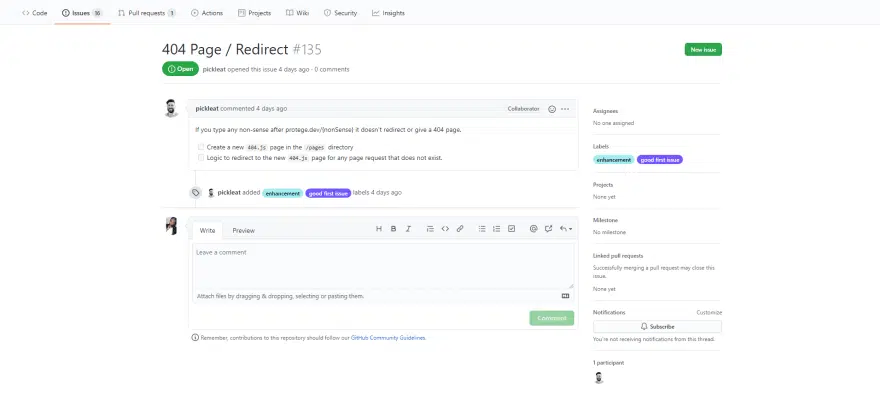 Code Issues 16 Pull requests 1 Actions Projects Wiki Security Insights
404 Page / Redirect #135
New issue
Open pickleat opened this issue 4 days ago · 0 comments
pickleat commented 4 days ago Collaborator
If you type any non-sense after protege.dev/{nonSense} it doesn't redirect or give a 404 page.
Create a new 404.js page in the /pages directory
Logic to redirect to the new 404.js page for any page request that does not exist.
pickleat added enhancement good first issue labels 4 days ago
Write Preview
Leave a comment
Attach files by dragging & dropping, selecting or pasting them.
Comment
Remember, contributions to this repository should follow our GitHub Community Guidelines.
Assignees
No one assigned
Labels
enhancement good first issue
Projects
None yet
Milestone
No milestone
Linked pull requests
Successfully merging a pull request may close this
issue.
None yet
Notifications Customize
Subscribe
You're not receiving notifications from this thread.
1 participant